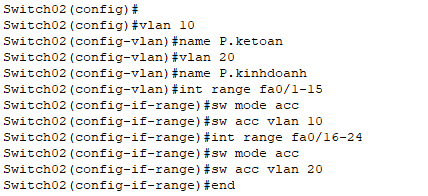 Switch02(config)#
Switch02(config)#vlan 10
Switch02(config-vlan)#name P.ketoan
Switch02(config-vlan)#vlan 20
Switch02(config-vlan)#name P.kinhdoanh
Switch02(config-vlan)#int range fa0/1-15
Switch02(config-if-range)#sw mode acc
Switch02(config-if-range)#sw acc vlan 10
Switch02(config-if-range)#int range fa0/16-24
Switch02(config-if-range)#sw mode acc
Switch02(config-if-range)#sw acc vlan 20
Switch02(config-if-range)#end